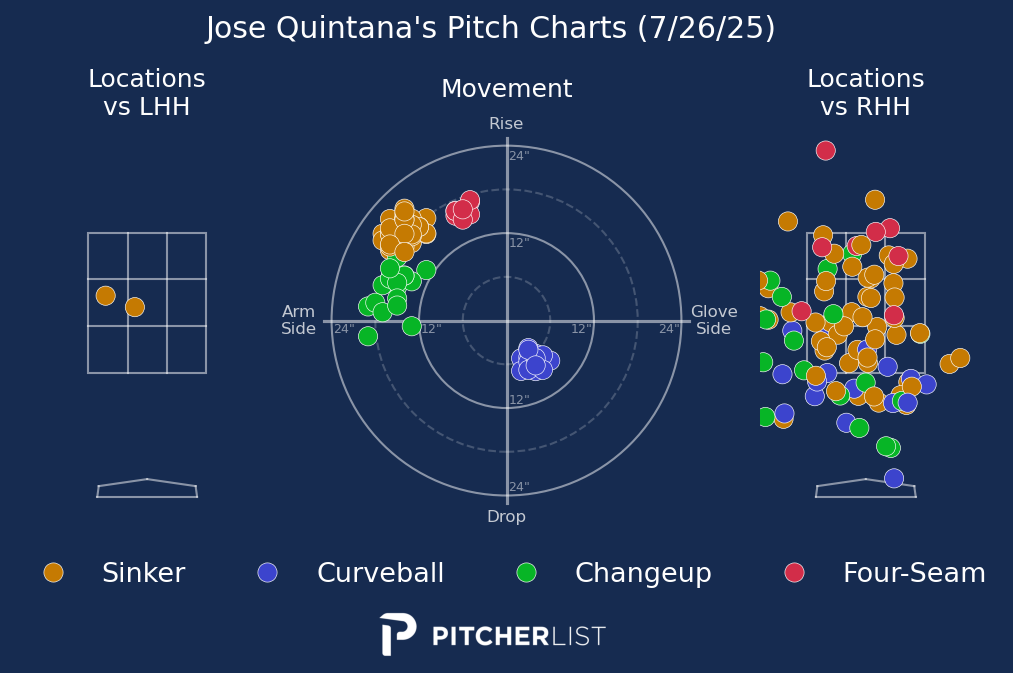 Jose Quintana's Pitch Charts (7/26/25)
Locations
vs LHH
Movement
Locations
vs RHH
Rise
24"
12"
Arm
Side
24"
12"
12"
24"
Glove
Side
12"
24"
Drop
Sinker
Curveball
Changeup
Four-Seam
PITCHERLIST